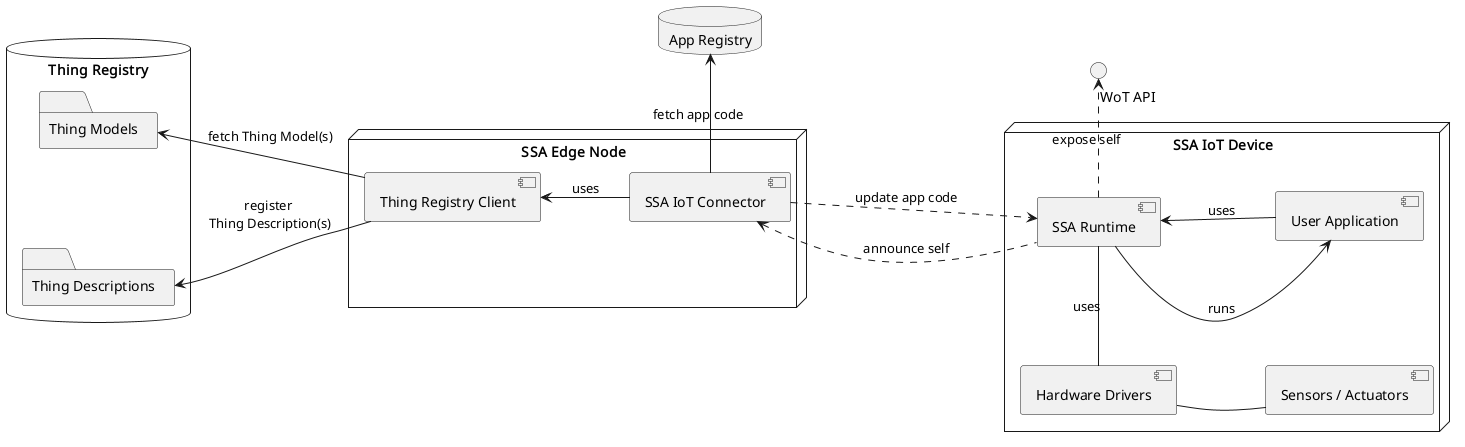 App Registry
Thing Registry
Thing Models
Thing Descriptions
fetch Thing Model(s)
register
Thing Description(s)
SSA Edge Node
Thing Registry Client
uses
SSA IoT Connector
fetch app code
update app code
announce self
WoT API
expose self
SSA IoT Device
SSA Runtime
uses
User Application
runs
uses
Hardware Drivers
Sensors / Actuators